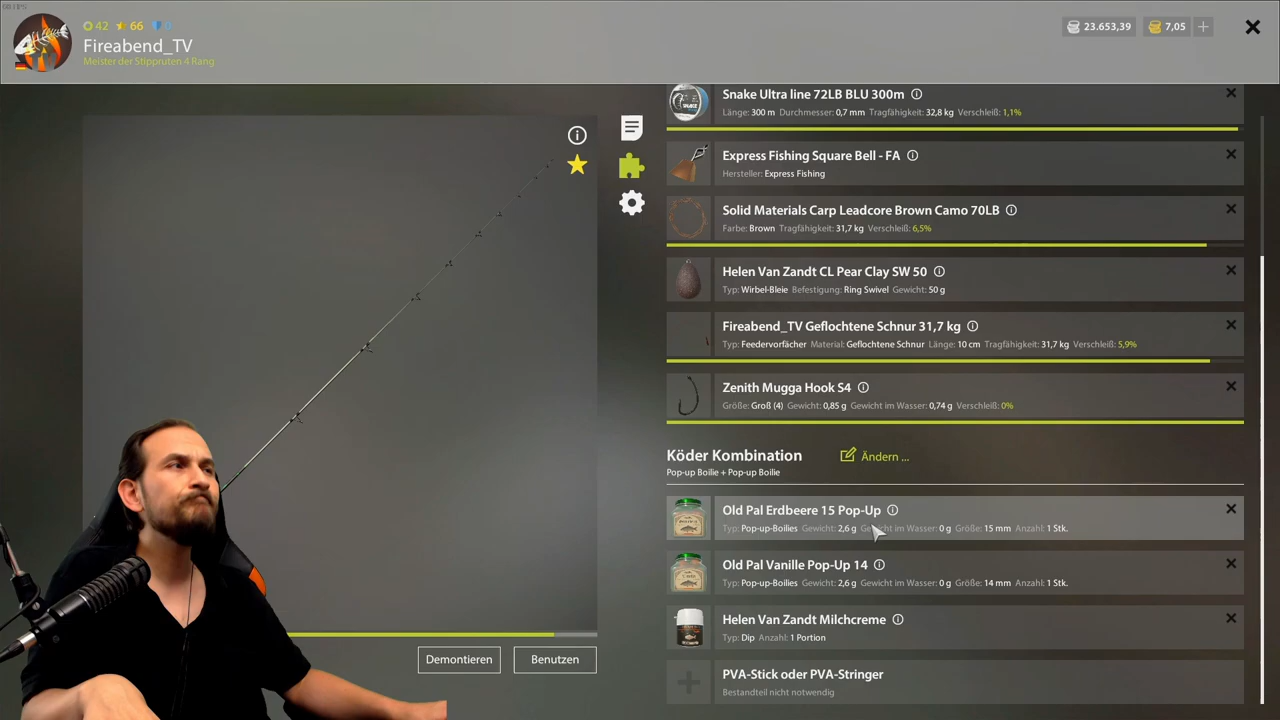 42 66
23.653,39 7,05
Fireabend_TV
Meister der Stippruten 4 Rang
Snake Ultra line 72LB BLU 300m
Länge: 300 m Durchmesser: 0,7 mm Tragfähigkeit: 32,8 kg Verschleiß: 1,1%
Express Fishing Square Bell - FA
Hersteller: Express Fishing
Solid Materials Carp Leadcore Brown Camo 70LB
Farbe: Brown Tragfähigkeit: 31,7 kg Verschleiß: 6,5%
Helen Van Zandt CL Pear Clay SW 50
Typ: Wirbel-Bleie Befestigung: Ring Swivel Gewicht: 50 g
Fireabend_TV Geflochtene Schnur 31,7 kg
Typ: Feedervorfächer Material: Geflochtene Schnur Länge: 10 cm Tragfähigkeit: 31,7 kg Verschleiß: 5,9%
Zenith Mugga Hook S4
Größe: Groß (4) Gewicht: 0,85 g Gewicht im Wasser: 0,74 g Verschleiß: 0%
Köder Kombination Ändern ...
Pop-up Boilie + Pop-up Boilie
Old Pal Erdbeere 15 Pop-Up
Typ: Pop-up-Boilies Gewicht: 2,6 g Gewicht im Wasser: 0 g Größe: 15 mm Anzahl: 1 Stk.
Old Pal Vanille Pop-Up 14
Typ: Pop-up-Boilies Gewicht: 2,6 g Gewicht im Wasser: 0 g Größe: 14 mm Anzahl: 1 Stk.
Helen Van Zandt Milchcreme
Typ: Dip Anzahl: 1 Portion
Demontieren Benutzen
PVA-Stick oder PVA-Stringer
Bestandteil nicht notwendig